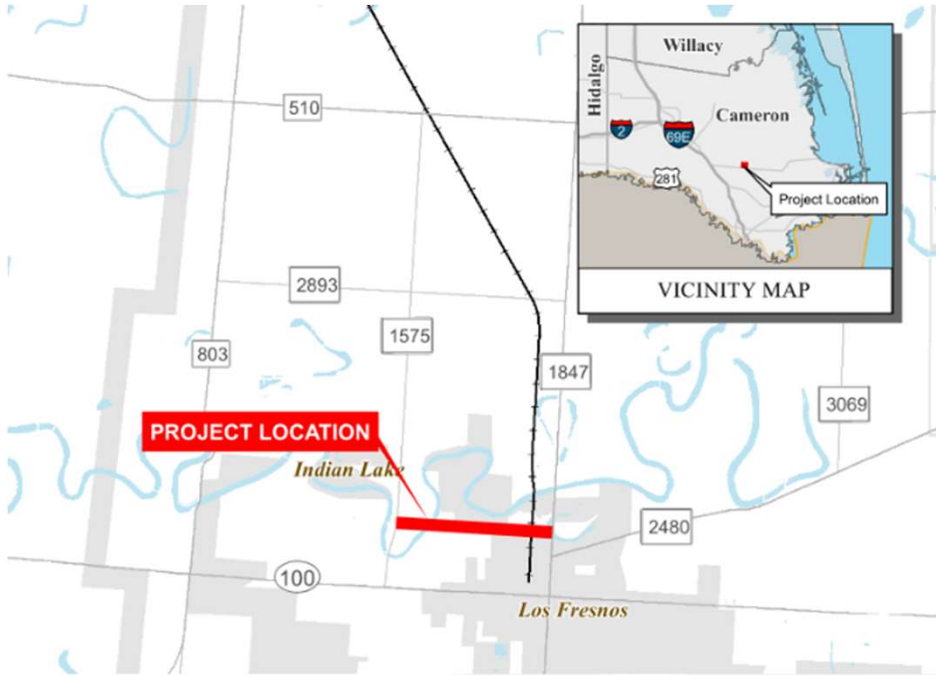 Willacy
Hidalgo
Cameron
2
69E
281
Project Location
VICINITY MAP
510
2893
1575
803
1847
3069
PROJECT LOCATION
Indian Lake
2480
100
Los Fresnos